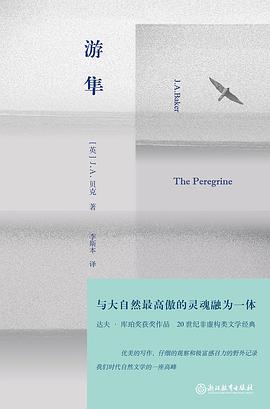 游隼
[英] J.A. 贝克 著
李斯本 译
J.A.Baker
The Peregrine
与大自然最高傲的灵魂融为一体
达夫·库珀奖获奖作品 20世纪非虚构类文学经典
优美的写作、仔细的观察和极富感召力的野外记录
我们时代自然文学的一座高峰
浙江教育出版社